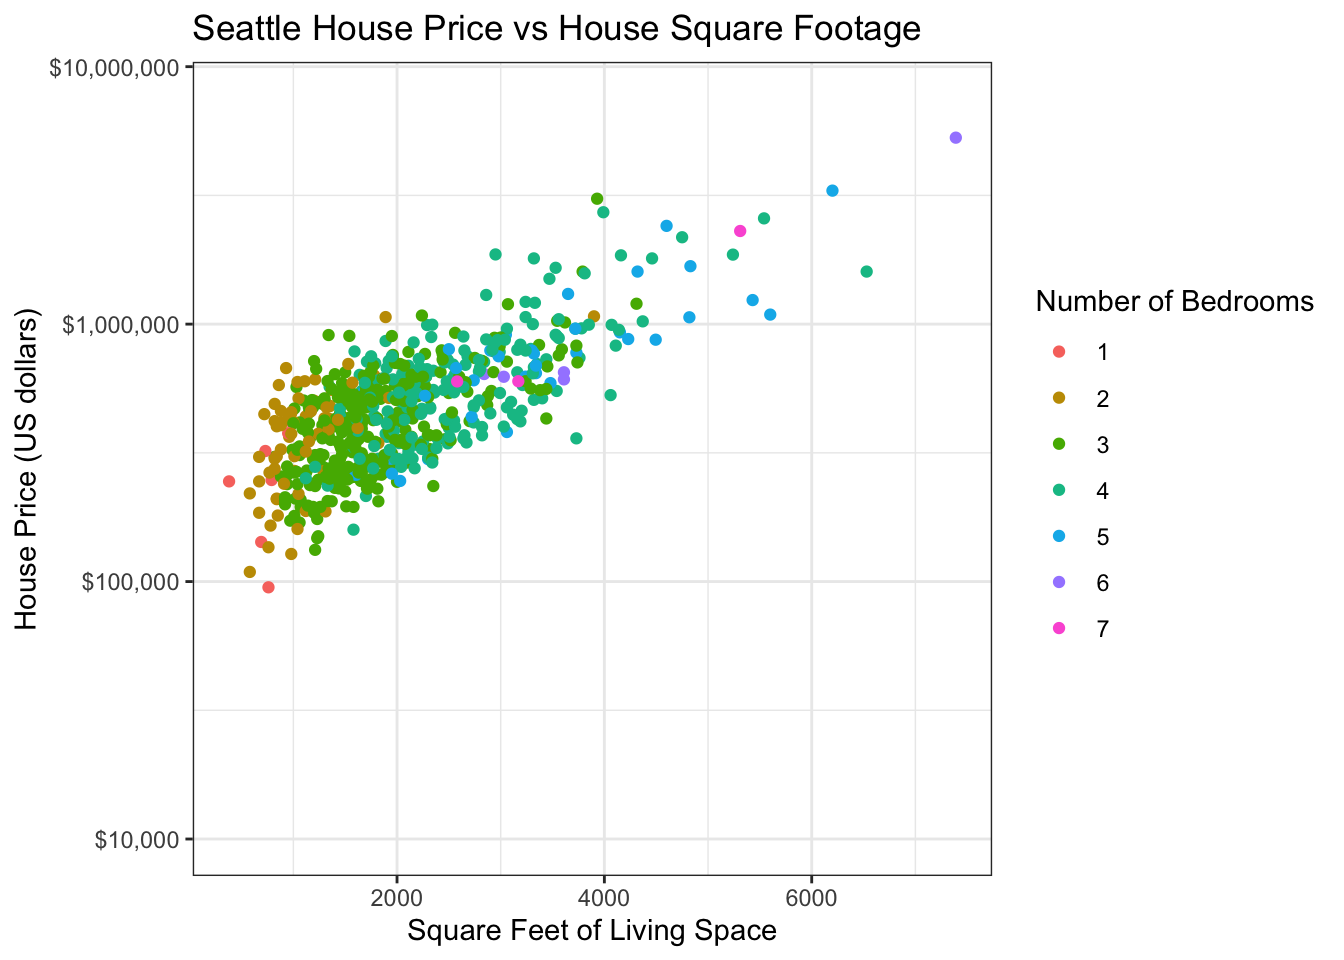 Seattle House Price vs House Square Footage
House Price (US dollars)
$10,000,000
$1,000,000
$100,000
$10,000
2000 4000 6000
Square Feet of Living Space
Number of Bedrooms
1
2
3
4
5
6
7